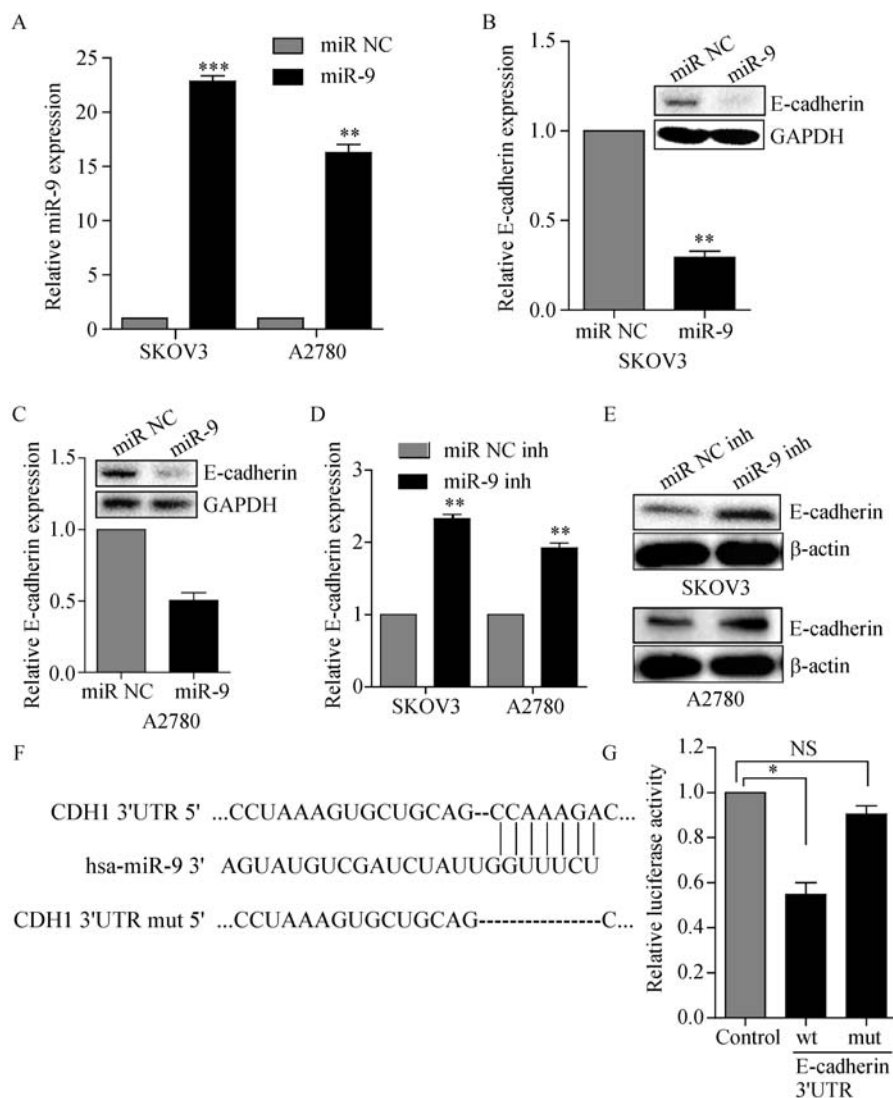 A
Relative miR-9 expression
25
20
15
10
5
0
miR NC
miR-9
***
**
SKOV3
A2780
B
Relative E-cadherin expression
1.5
1.0
0.5
0.0
miR NC
miR-9
E-cadherin
GAPDH
**
miR NC
miR-9
SKOV3
C
Relative E-cadherin expression
1.5
1.0
0.5
0.0
miR NC
miR-9
E-cadherin
GAPDH
miR NC
miR-9
A2780
D
Relative E-cadherin expression
3
2
1
0
miR NC inh
miR-9 inh
**
**
SKOV3
A2780
E
miR NC inh
miR-9 inh
E-cadherin
β-actin
SKOV3
E-cadherin
β-actin
A2780
F
CDH1 3'UTR 5' ...CCUAAAGUGCUGCAG--CCAAAGAC...
hsa-miR-9 3' AGUAUGUCGAUCUAUUGGUUUCU
CDH1 3'UTR mut 5' ...CCUAAAGUGCUGCAG---------------C...
G
Relative luciferase activity
1.2
1.0
0.8
0.6
0.4
0.2
0.0
NS
*
Control
wt
mut
E-cadherin
3'UTR